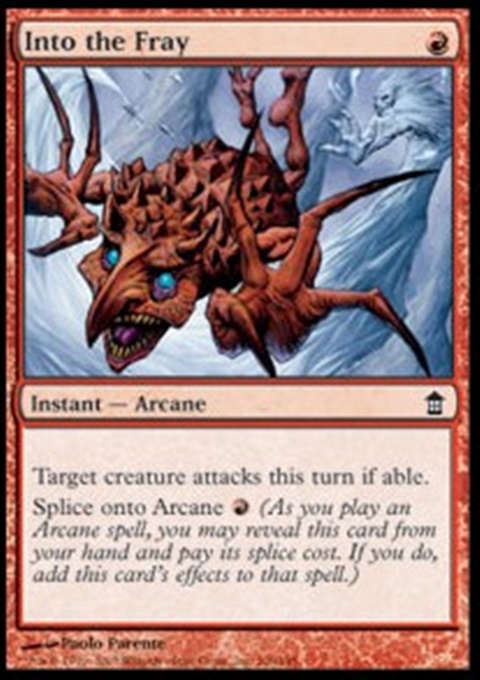 Into the Fray
Instant — Arcane
Target creature attacks this turn if able.
Splice onto Arcane (As you play an
Arcane spell, you may reveal this card from
your hand and pay its splice cost. If you do,
add this card's effects to that spell.)
Paolo Parente